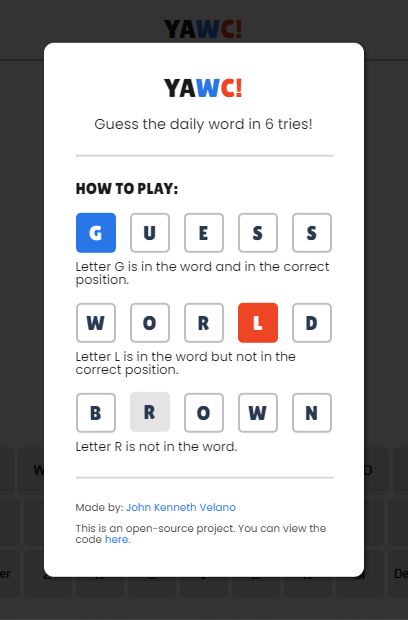 YAWC!
YAWC!
Guess the daily word in 6 tries!
HOW TO PLAY:
G U E S S
Letter G is in the word and in the correct
position.
W O R L D
Letter L is in the word but not in the
correct position.
B R O W N
Letter R is not in the word.
W O
Made by: John Kenneth Velano
This is an open-source project. You can view the
code here.
er De